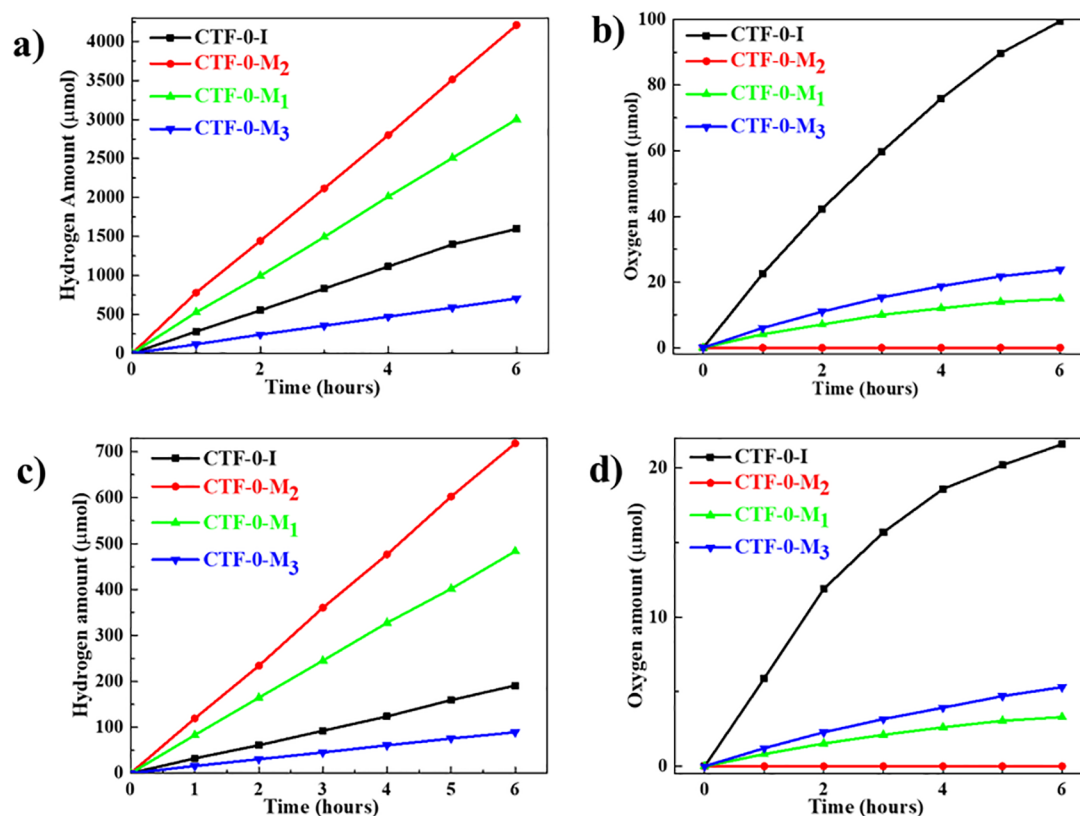 a)
Hydrogen Amount (μmol)
4000
3500
3000
2500
2000
1500
1000
500
0
CTF-0-I
CTF-0-M2
CTF-0-M1
CTF-0-M3
0 1 2 3 4 5 6
Time (hours)
b)
Oxygen amount (μmol)
100
80
60
40
20
0
CTF-0-I
CTF-0-M2
CTF-0-M1
CTF-0-M3
0 2 4 6
Time (hours)
c)
Hydrogen amount (μmol)
700
600
500
400
300
200
100
0
CTF-0-I
CTF-0-M2
CTF-0-M1
CTF-0-M3
0 1 2 3 4 5 6
Time (hours)
d)
Oxygen amount (μmol)
20
10
0
CTF-0-I
CTF-0-M2
CTF-0-M1
CTF-0-M3
0 2 4 6
Time (hours)